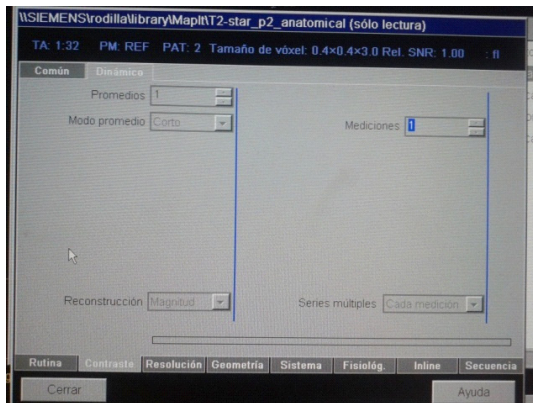 \\SIEMENS\rodilla\library\MapIt\T2-star_p2_anatomical (sólo lectura)
TA: 1:32 PM: REF PAT: 2 Tamaño de vóxel: 0.4×0.4×3.0 Rel. SNR: 1.00 : fl
Común Dinámico
Promedios 1
Modo promedio Corto
Mediciones 1
Reconstrucción Magnitud
Series múltiples Cada medición
Rutina Contraste Resolución Geometría Sistema Fisiológ. Inline Secuencia
Cerrar Ayuda